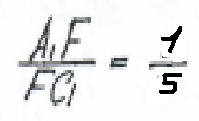 A₁F/FC₁ = 1/5